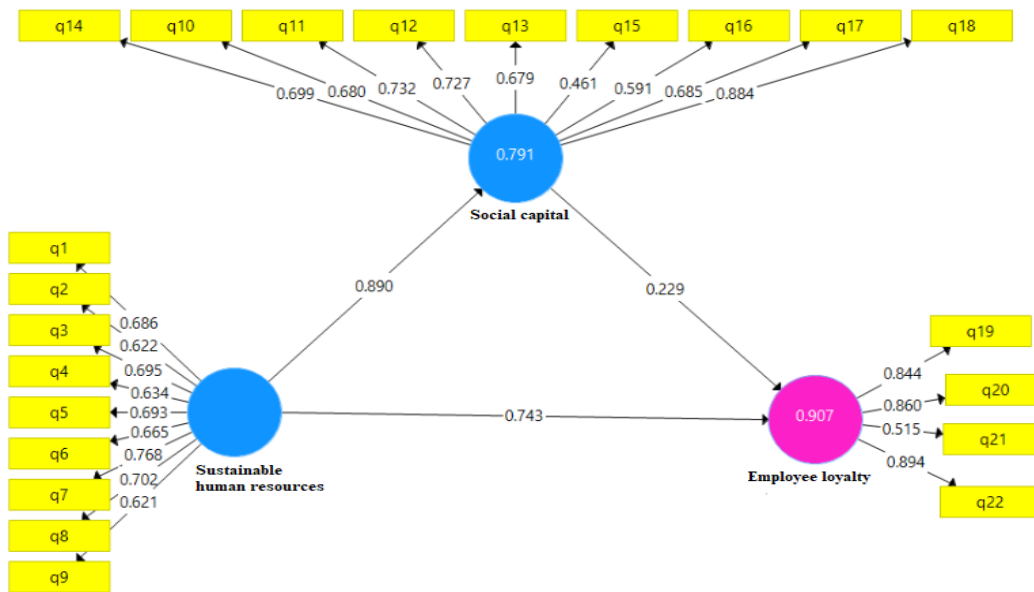 q14 q10 q11 q12 q13 q15 q16 q17 q18
0.699 0.680 0.732 0.727 0.679 0.461 0.591 0.685 0.884
0.791
Social capital
q1
q2
q3
q4
q5
q6
q7
q8
q9
0.686
0.622
0.695
0.634
0.693
0.665
0.768
0.702
0.621
Sustainable
human resources
0.890
0.229
0.743
0.907
Employee loyalty
0.844
0.860
0.515
0.894
q19
q20
q21
q22